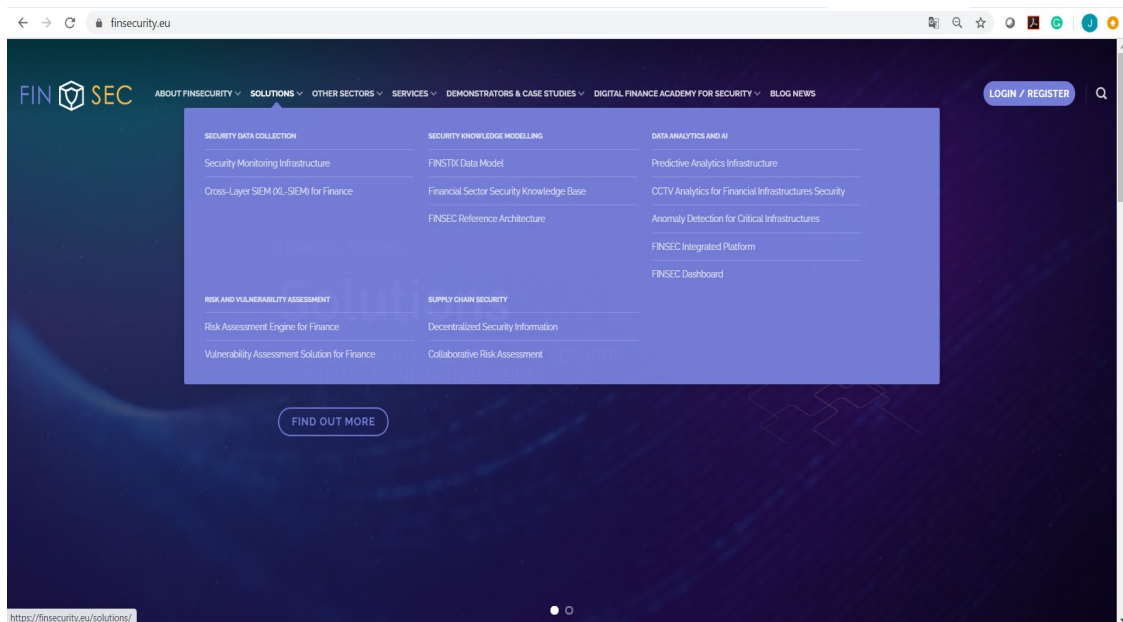 finsecurity.eu
FIN SEC
ABOUT FINSECURITY SOLUTIONS OTHER SECTORS SERVICES DEMONSTRATORS & CASE STUDIES DIGITAL FINANCE ACADEMY FOR SECURITY BLOG NEWS LOGIN / REGISTER
SECURITY DATA COLLECTION
Security Monitoring Infrastructure
Cross-Layer SIEM (XL-SIEM) for Finance
SECURITY KNOWLEDGE MODELLING
FINSTIX Data Model
Financial Sector Security Knowledge Base
FINSEC Reference Architecture
DATA ANALYTICS AND AI
Predictive Analytics Infrastructure
CCTV Analytics for Financial Infrastructures Security
Anomaly Detection for Critical Infrastructures
FINSEC Integrated Platform
FINSEC Dashboard
RISK AND VULNERABILITY ASSESSMENT
Risk Assessment Engine for Finance
Vulnerability Assessment Solution for Finance
SUPPLY CHAIN SECURITY
Decentralized Security Information
Collaborative Risk Assessment
Solutions
FIND OUT MORE
https://finsecurity.eu/solutions/